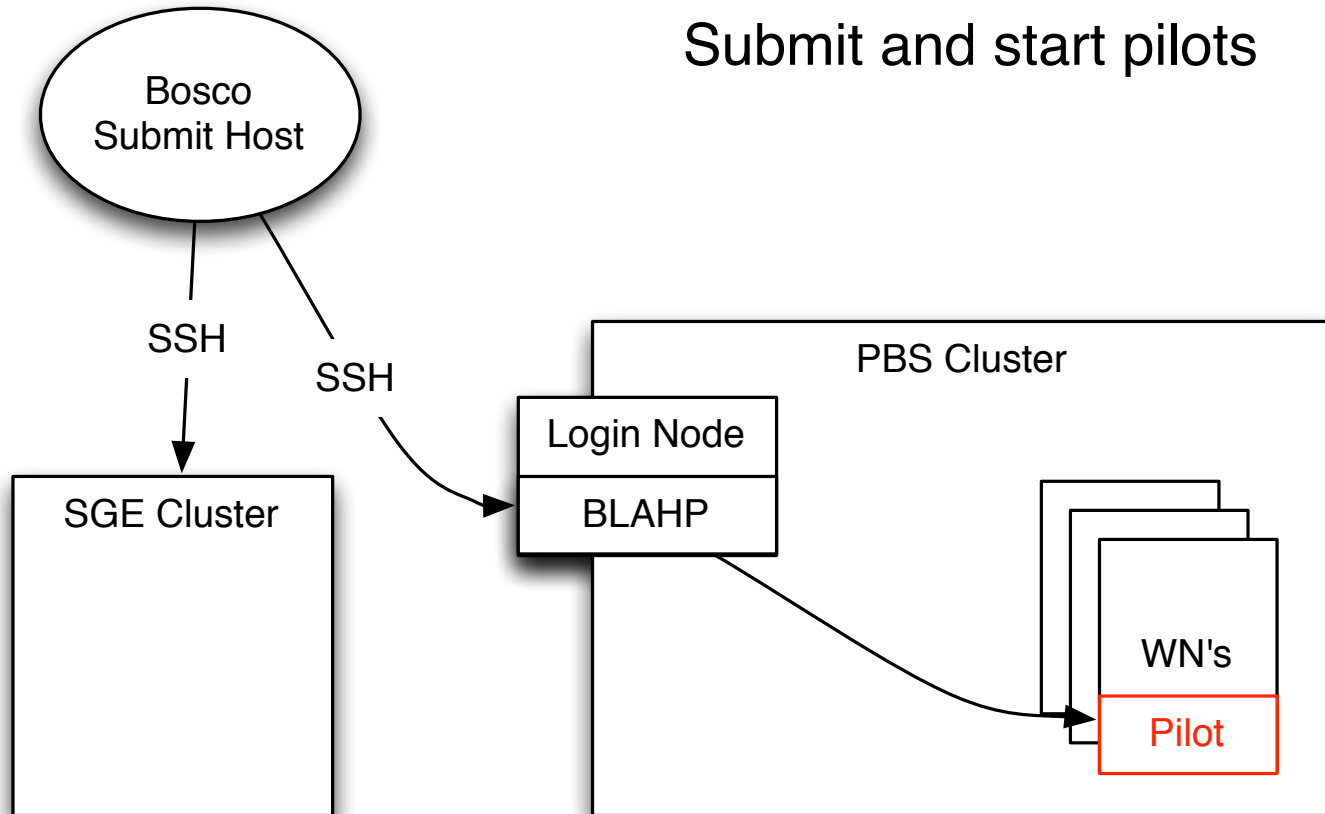 Submit and start pilots
Bosco
Submit Host
SSH
SSH
PBS Cluster
Login Node
BLAHP
SGE Cluster
WN's
Pilot